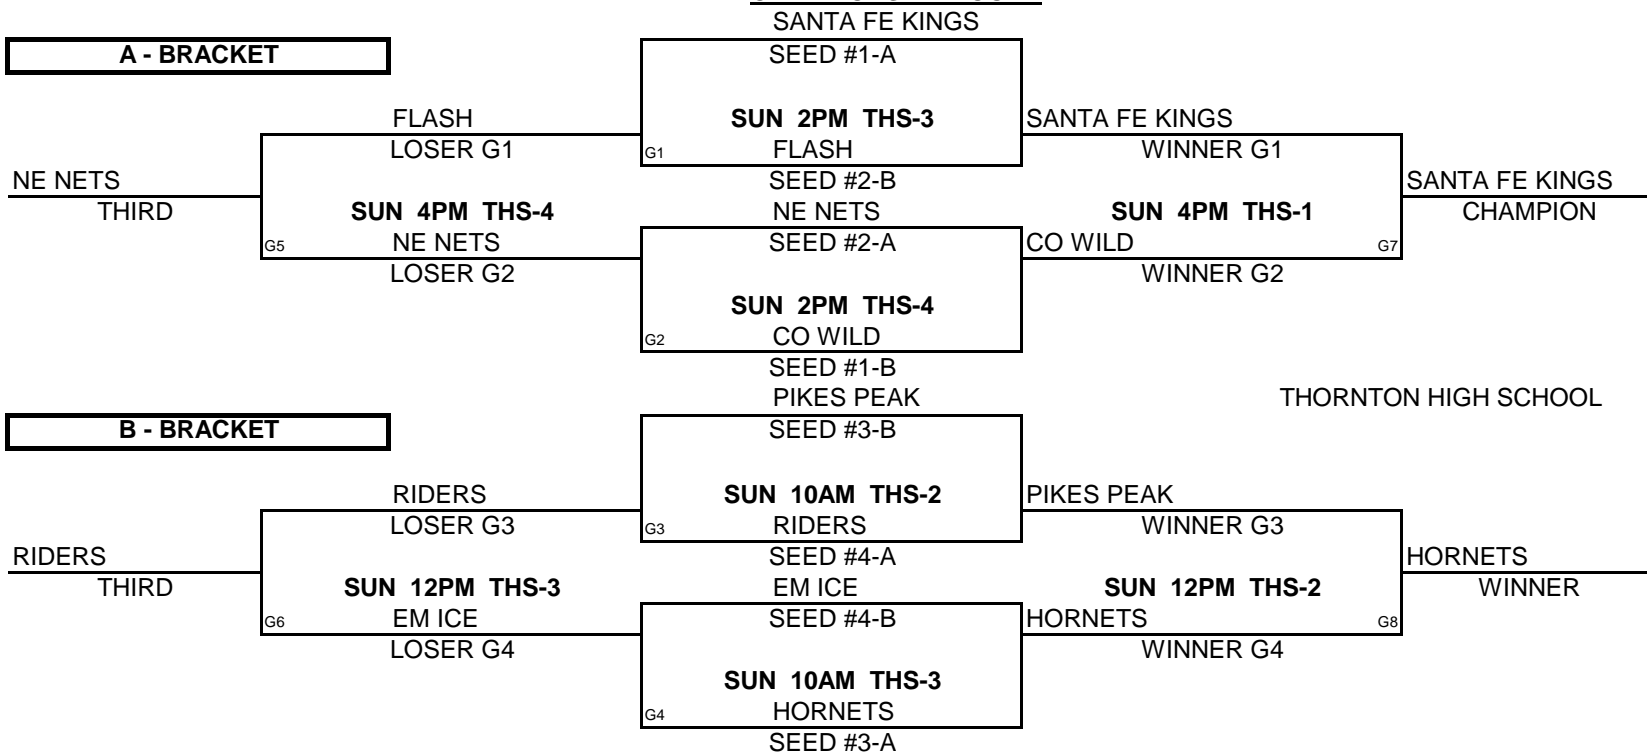 SANTA FE KINGS
A - BRACKET
SEED #1-A
FLASH
SUN 2PM THS-3
SANTA FE KINGS
LOSER G1
G1
FLASH
WINNER G1
NE NETS
SEED #2-B
SANTA FE KINGS
THIRD
SUN 4PM THS-4
NE NETS
SUN 4PM THS-1
CHAMPION
G5
NE NETS
SEED #2-A
CO WILD
G7
LOSER G2
WINNER G2
SUN 2PM THS-4
G2
CO WILD
SEED #1-B
PIKES PEAK
THORNTON HIGH SCHOOL
B - BRACKET
SEED #3-B
RIDERS
SUN 10AM THS-2
PIKES PEAK
LOSER G3
G3
RIDERS
WINNER G3
RIDERS
SEED #4-A
HORNETS
THIRD
SUN 12PM THS-3
EM ICE
SUN 12PM THS-2
WINNER
G6
EM ICE
SEED #4-B
HORNETS
G8
LOSER G4
WINNER G4
SUN 10AM THS-3
G4
HORNETS
SEED #3-A